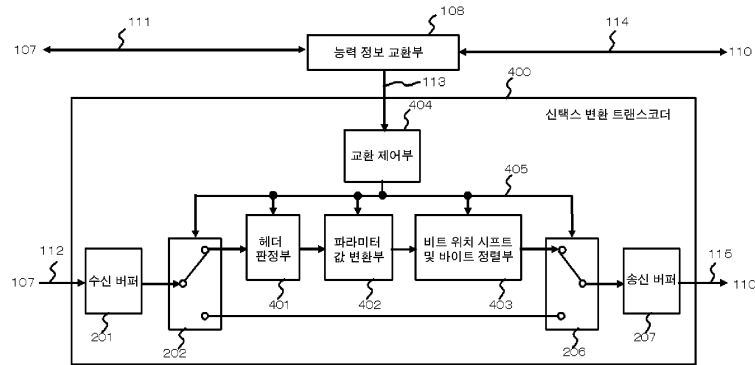 108
111
114
107
능력 정보 교환부
110
113
400
404
신택스 변환 트랜스코더
교환 제어부
405
112
헤더
판정부
파라미터
값 변환부
비트 위치 시프트
및 바이트 정렬부
115
107
수신 버퍼
송신 버퍼
110
401
402
403
201
202
206
207